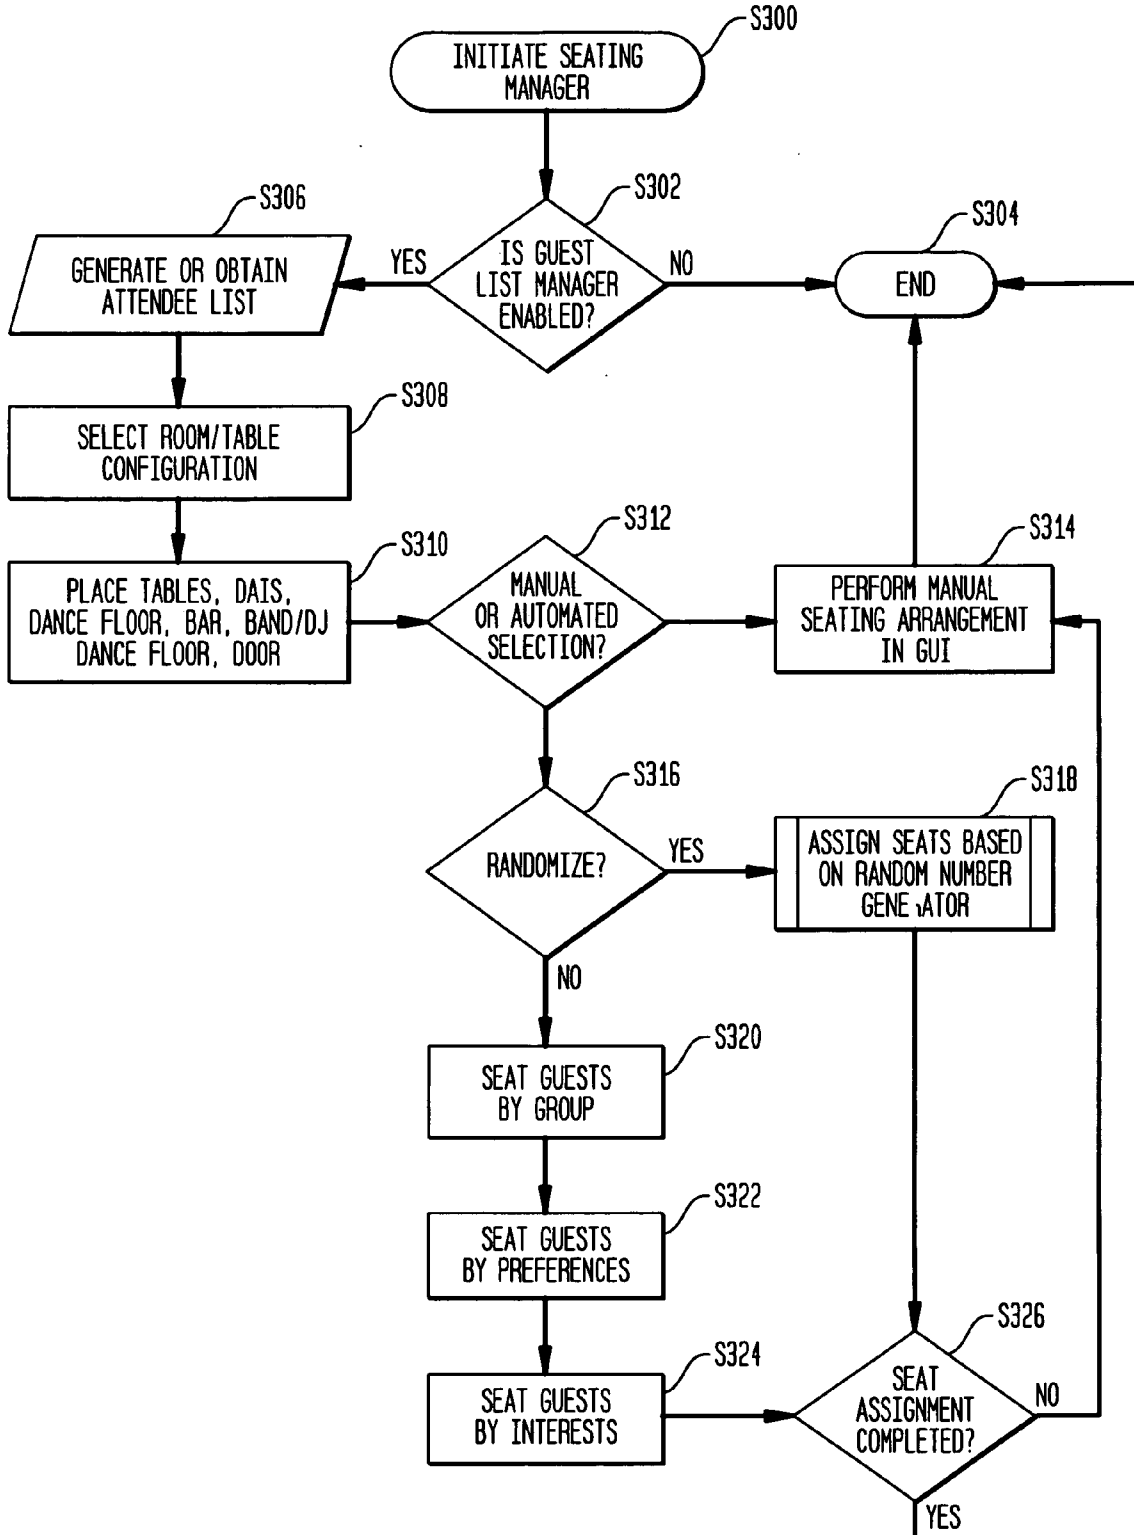 S300
INITIATE SEATING
MANAGER
S302
IS GUEST
LIST MANAGER
ENABLED?
YES
NO
S304
END
S306
GENERATE OR OBTAIN
ATTENDEE LIST
S308
SELECT ROOM/TABLE
CONFIGURATION
S310
PLACE TABLES, DAIS,
DANCE FLOOR, BAR, BAND/DJ
DANCE FLOOR, DOOR
S312
MANUAL
OR AUTOMATED
SELECTION?
S314
PERFORM MANUAL
SEATING ARRANGEMENT
IN GUI
S316
RANDOMIZE?
YES
NO
S318
ASSIGN SEATS BASED
ON RANDOM NUMBER
GENERATOR
S320
SEAT GUESTS
BY GROUP
S322
SEAT GUESTS
BY PREFERENCES
S324
SEAT GUESTS
BY INTERESTS
S326
SEAT
ASSIGNMENT
COMPLETED?
NO
YES